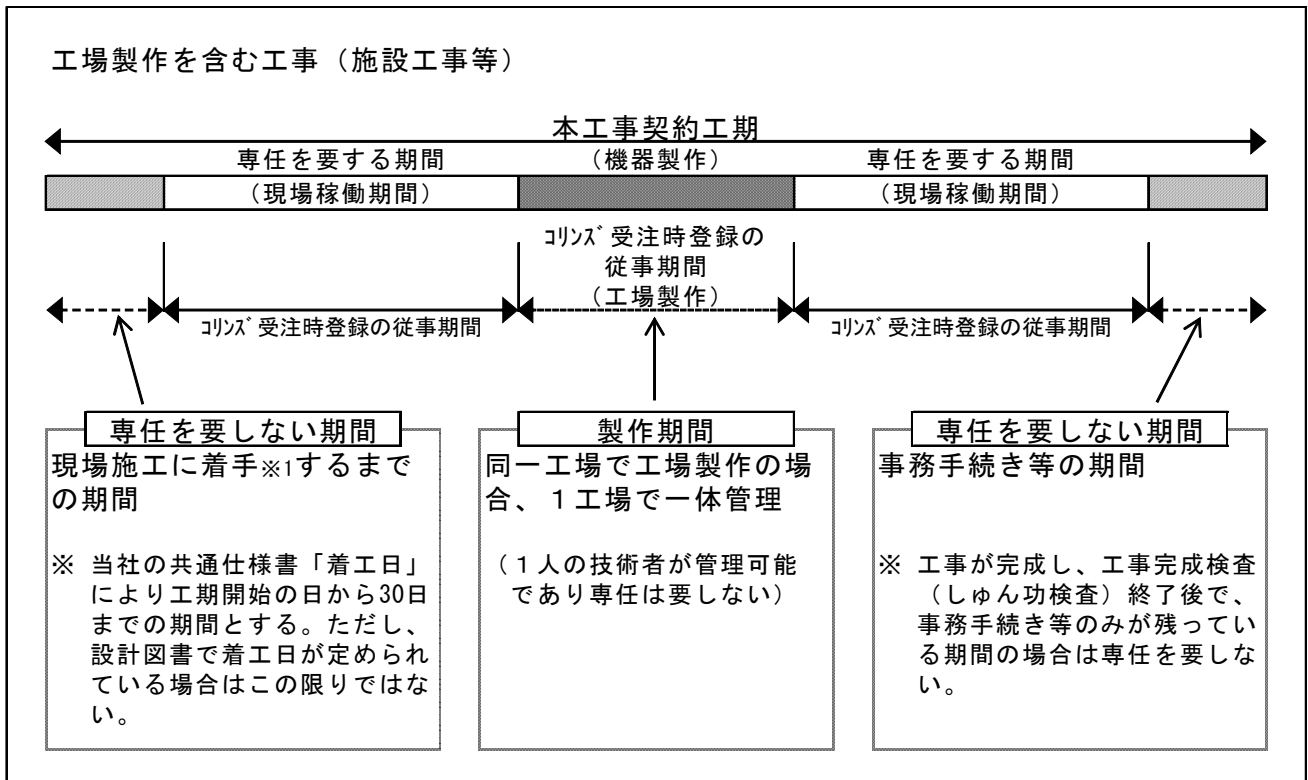 工場製作を含む工事（施設工事等）
本工事契約工期
専任を要する期間
（機器製作）
専任を要する期間
（現場稼働期間）
（現場稼働期間）
ｺﾘﾝｽﾞ受注時登録の
従事期間
（工場製作）
ｺﾘﾝｽﾞ受注時登録の従事期間
ｺﾘﾝｽﾞ受注時登録の従事期間
専任を要しない期間
現場施工に着手※1するまで
の期間
※ 当社の共通仕様書「着工日」
により工期開始の日から30日
までの期間とする。ただし、
設計図書で着工日が定められ
ている場合はこの限りではな
い。
製作期間
同一工場で工場製作の場
合、１工場で一体管理
（１人の技術者が管理可能
であり専任は要しない）
専任を要しない期間
事務手続き等の期間
※ 工事が完成し、工事完成検査
（しゅん功検査）終了後で、
事務手続き等のみが残ってい
る期間の場合は専任を要しな
い。